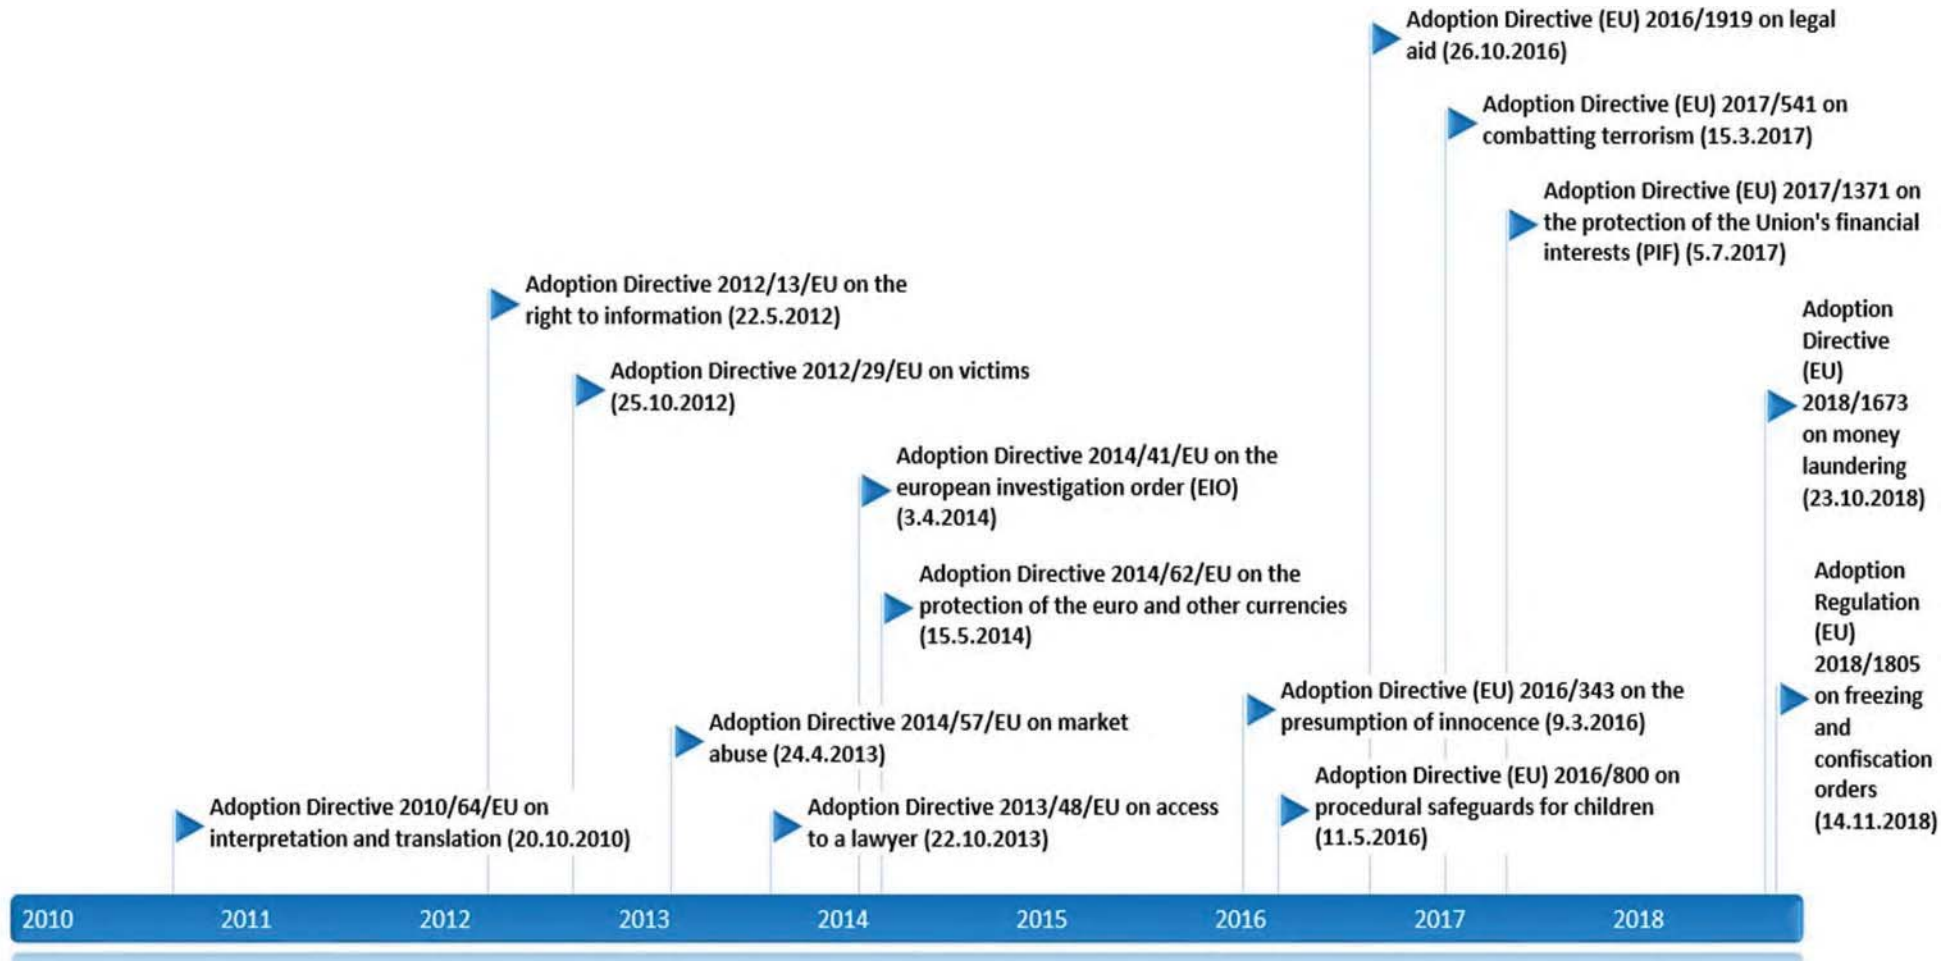 Adoption Directive (EU) 2016/1919 on legal
aid (26.10.2016)
Adoption Directive (EU) 2017/541 on
combatting terrorism (15.3.2017)
Adoption Directive (EU) 2017/1371 on
the protection of the Union's financial
interests (PIF) (5.7.2017)
Adoption Directive 2012/13/EU on the
right to information (22.5.2012)
Adoption Directive 2012/29/EU on victims
(25.10.2012)
Adoption
Directive
(EU)
2018/1673
on money
laundering
(23.10.2018)
Adoption Directive 2014/41/EU on the
european investigation order (EIO)
(3.4.2014)
Adoption Directive 2014/62/EU on the
protection of the euro and other currencies
(15.5.2014)
Adoption
Regulation
(EU)
2018/1805
on freezing
and
confiscation
orders
(14.11.2018)
Adoption Directive (EU) 2016/343 on the
presumption of innocence (9.3.2016)
Adoption Directive 2014/57/EU on market
abuse (24.4.2013)
Adoption Directive (EU) 2016/800 on
procedural safeguards for children
(11.5.2016)
Adoption Directive 2010/64/EU on
interpretation and translation (20.10.2010)
Adoption Directive 2013/48/EU on access
to a lawyer (22.10.2013)
2010 2011 2012 2013 2014 2015 2016 2017 2018